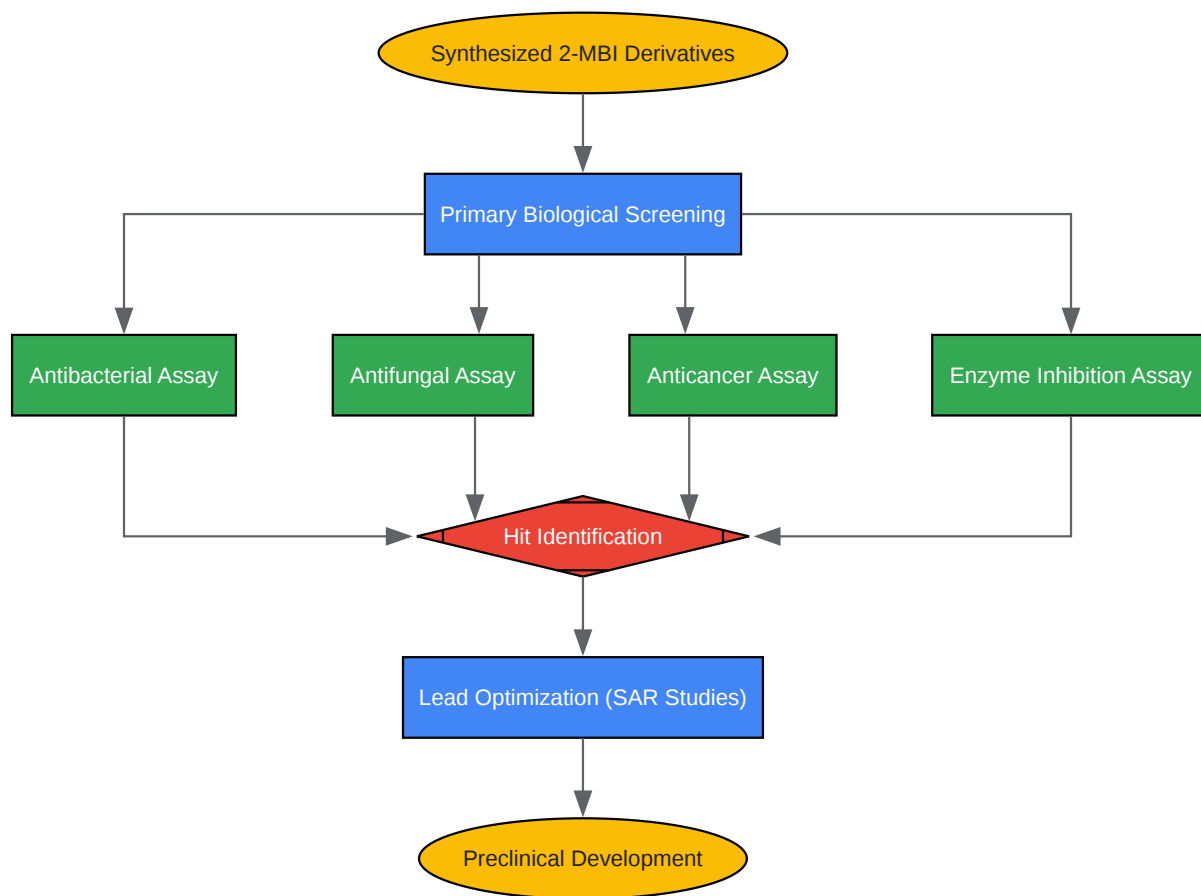 Synthesized 2-MBI Derivatives
Primary Biological Screening
Antibacterial Assay
Antifungal Assay
Anticancer Assay
Enzyme Inhibition Assay
Hit Identification
Lead Optimization (SAR Studies)
Preclinical Development